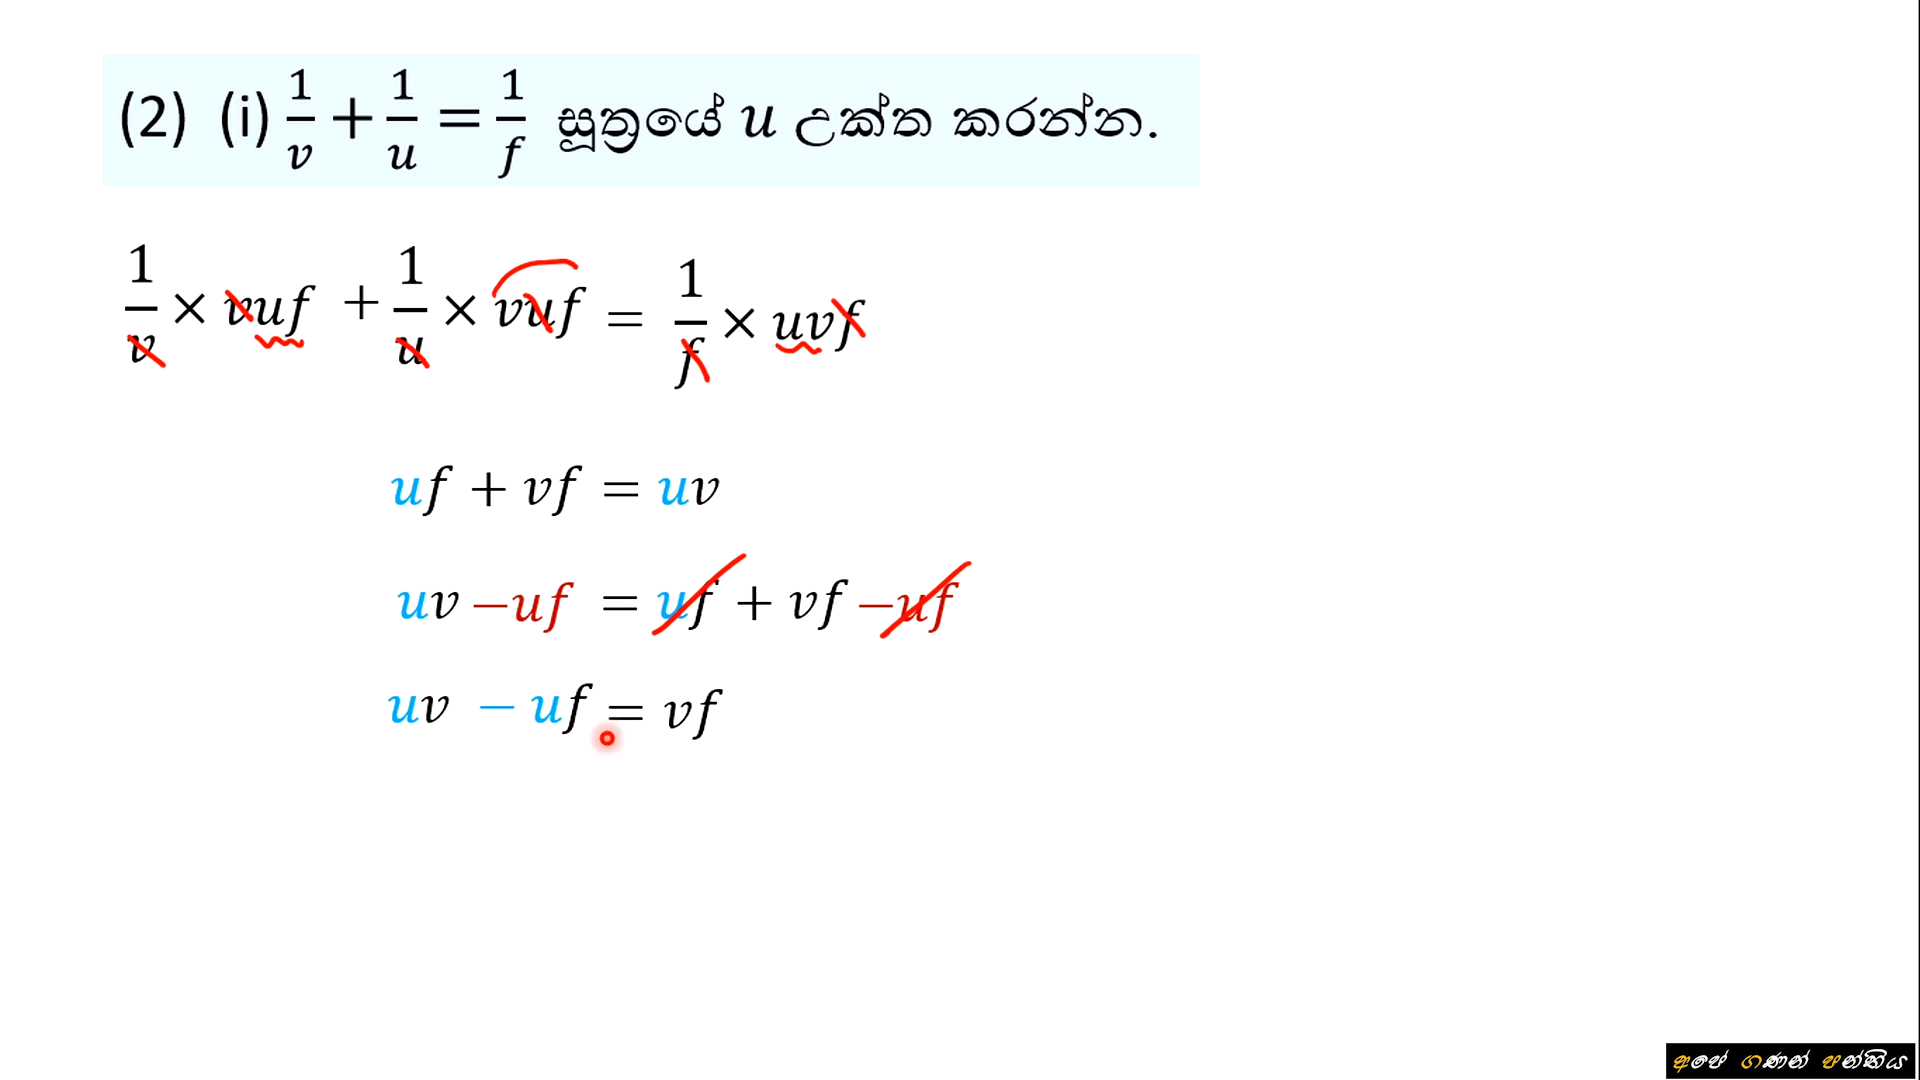 (2) (i) 1/v + 1/u = 1/f සූත්‍රයේ u උක්ත කරන්න.
1/v × vuf + 1/u × vuf = 1/f × uvf
uf + vf = uv
uv −uf = uf + vf −uf
uv − uf = vf
අපේ ගණන් පන්තිය